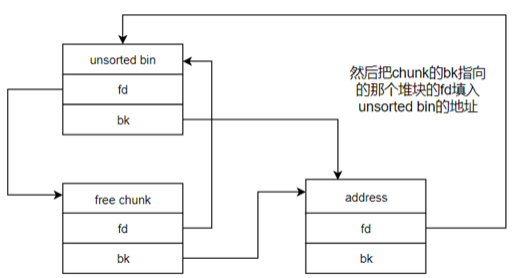 unsorted bin
fd
bk
然后把chunk的bk指向
的那个堆块的fd填入
unsorted bin的地址
free chunk
fd
bk
address
fd
bk